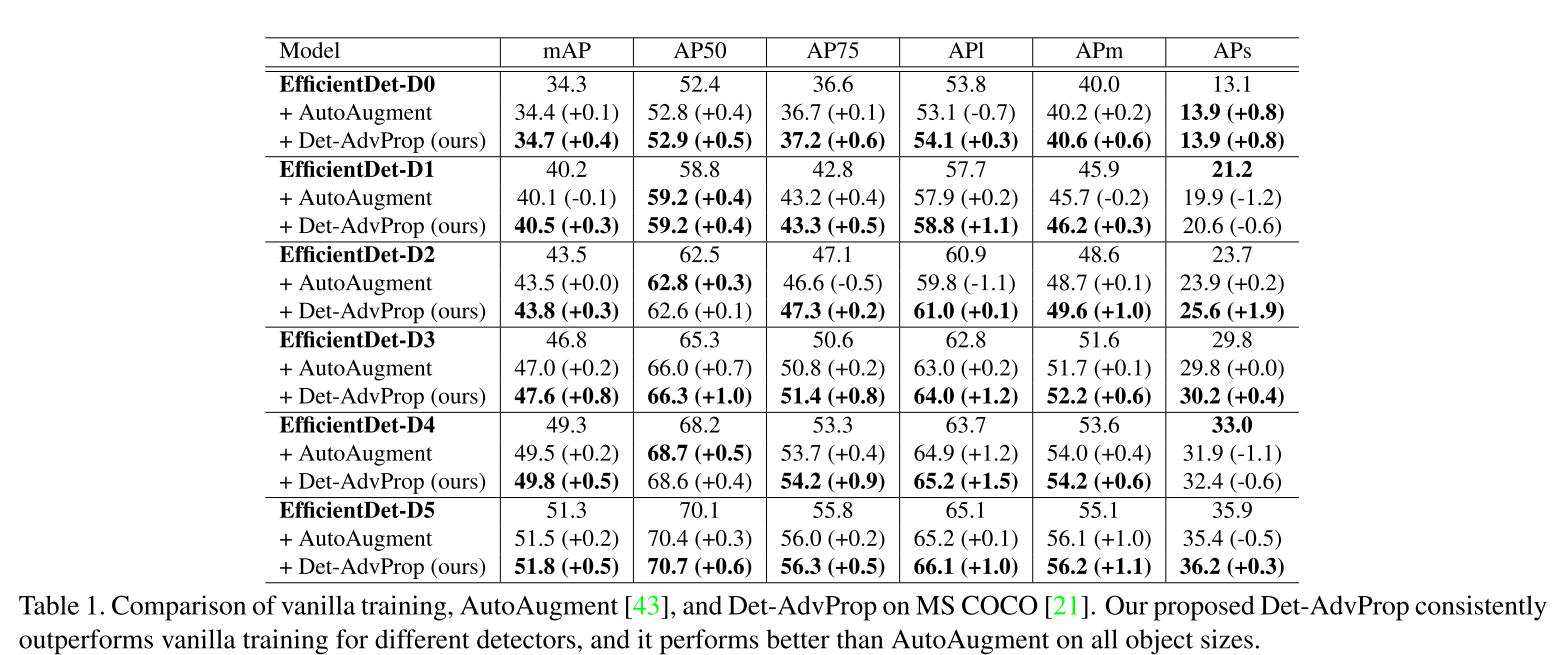 Model mAP AP50 AP75 APl APm APs
EfficientDet-D0 34.3 52.4 36.6 53.8 40.0 13.1
+ AutoAugment 34.4 (+0.1) 52.8 (+0.4) 36.7 (+0.1) 53.1 (-0.7) 40.2 (+0.2) 13.9 (+0.8)
+ Det-AdvProp (ours) 34.7 (+0.4) 52.9 (+0.5) 37.2 (+0.6) 54.1 (+0.3) 40.6 (+0.6) 13.9 (+0.8)
EfficientDet-D1 40.2 58.8 42.8 57.7 45.9 21.2
+ AutoAugment 40.1 (-0.1) 59.2 (+0.4) 43.2 (+0.4) 57.9 (+0.2) 45.7 (-0.2) 19.9 (-1.2)
+ Det-AdvProp (ours) 40.5 (+0.3) 59.2 (+0.4) 43.3 (+0.5) 58.8 (+1.1) 46.2 (+0.3) 20.6 (-0.6)
EfficientDet-D2 43.5 62.5 47.1 60.9 48.6 23.7
+ AutoAugment 43.5 (+0.0) 62.8 (+0.3) 46.6 (-0.5) 59.8 (-1.1) 48.7 (+0.1) 23.9 (+0.2)
+ Det-AdvProp (ours) 43.8 (+0.3) 62.6 (+0.1) 47.3 (+0.2) 61.0 (+0.1) 49.6 (+1.0) 25.6 (+1.9)
EfficientDet-D3 46.8 65.3 50.6 62.8 51.6 29.8
+ AutoAugment 47.0 (+0.2) 66.0 (+0.7) 50.8 (+0.2) 63.0 (+0.2) 51.7 (+0.1) 29.8 (+0.0)
+ Det-AdvProp (ours) 47.6 (+0.8) 66.3 (+1.0) 51.4 (+0.8) 64.0 (+1.2) 52.2 (+0.6) 30.2 (+0.4)
EfficientDet-D4 49.3 68.2 53.3 63.7 53.6 33.0
+ AutoAugment 49.5 (+0.2) 68.7 (+0.5) 53.7 (+0.4) 64.9 (+1.2) 54.0 (+0.4) 31.9 (-1.1)
+ Det-AdvProp (ours) 49.8 (+0.5) 68.6 (+0.4) 54.2 (+0.9) 65.2 (+1.5) 54.2 (+0.6) 32.4 (-0.6)
EfficientDet-D5 51.3 70.1 55.8 65.1 55.1 35.9
+ AutoAugment 51.5 (+0.2) 70.4 (+0.3) 56.0 (+0.2) 65.2 (+0.1) 56.1 (+1.0) 35.4 (-0.5)
+ Det-AdvProp (ours) 51.8 (+0.5) 70.7 (+0.6) 56.3 (+0.5) 66.1 (+1.0) 56.2 (+1.1) 36.2 (+0.3)
Table 1. Comparison of vanilla training, AutoAugment [43], and Det-AdvProp on MS COCO [21]. Our proposed Det-AdvProp consistently
outperforms vanilla training for different detectors, and it performs better than AutoAugment on all object sizes.